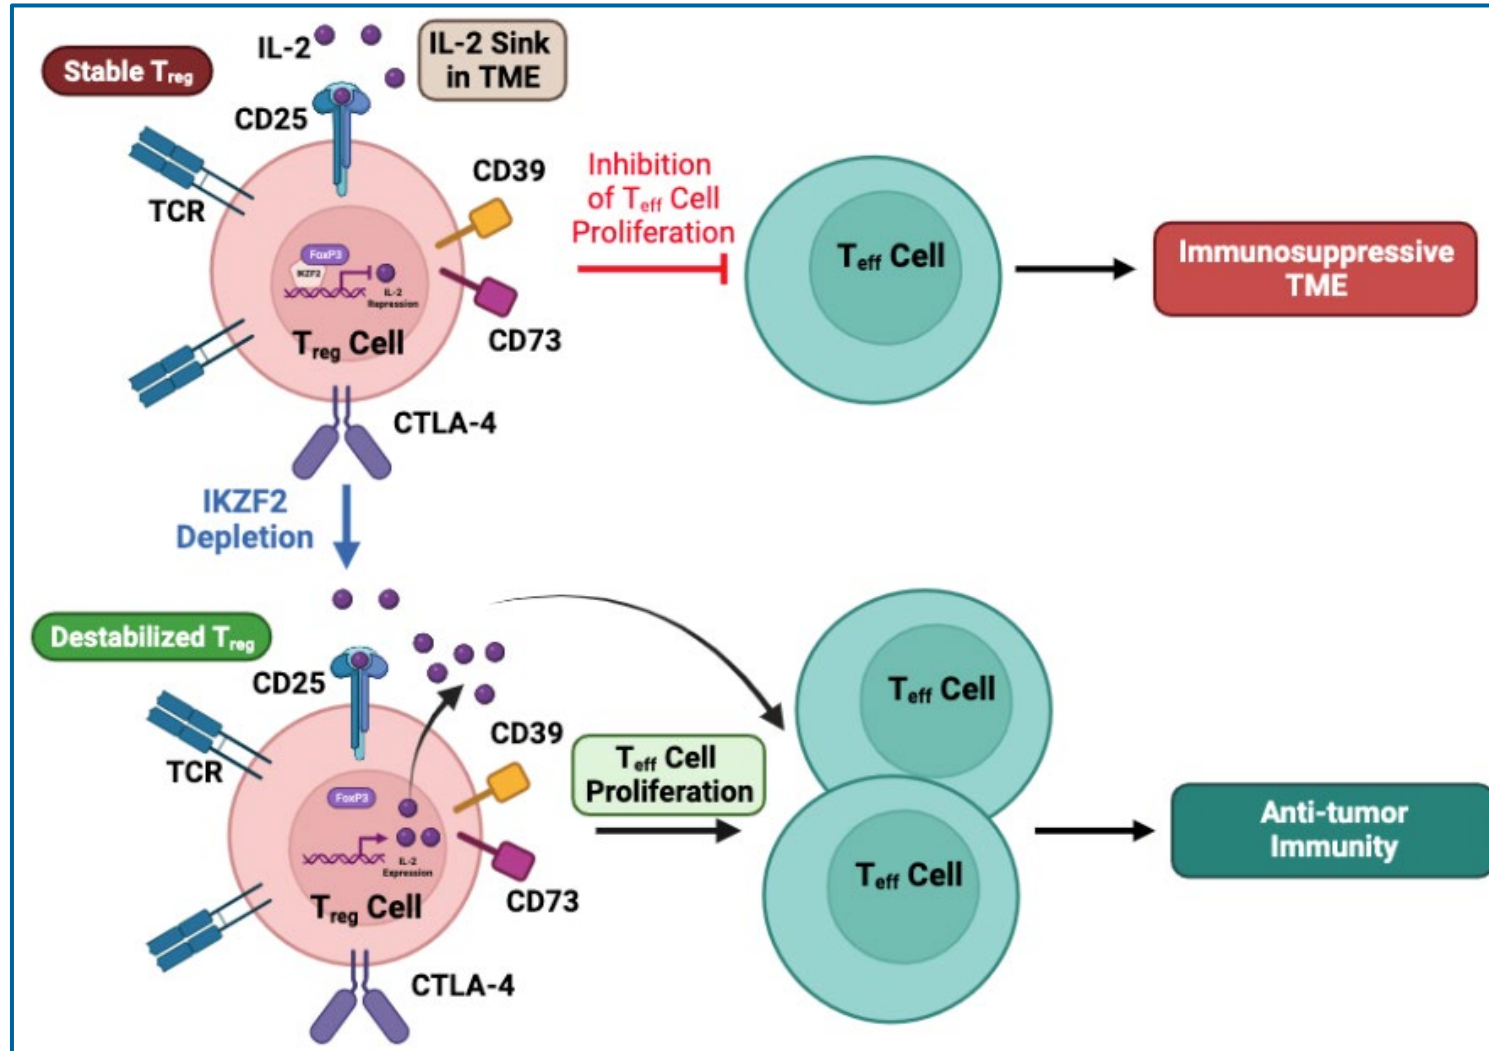 IL-2
IL-2 Sink
in TME
Stable Treg
CD25
TCR
CD39
Inhibition
of Teff Cell
Proliferation
FoxP3
IKZF2
IL-2
Repression
Treg Cell
CD73
Teff Cell
Immunosuppressive
TME
CTLA-4
IKZF2
Depletion
Destabilized Treg
CD25
TCR
CD39
Teff Cell
Proliferation
FoxP3
IL-2
Expression
Treg Cell
CD73
Teff Cell
Teff Cell
Anti-tumor
Immunity
CTLA-4